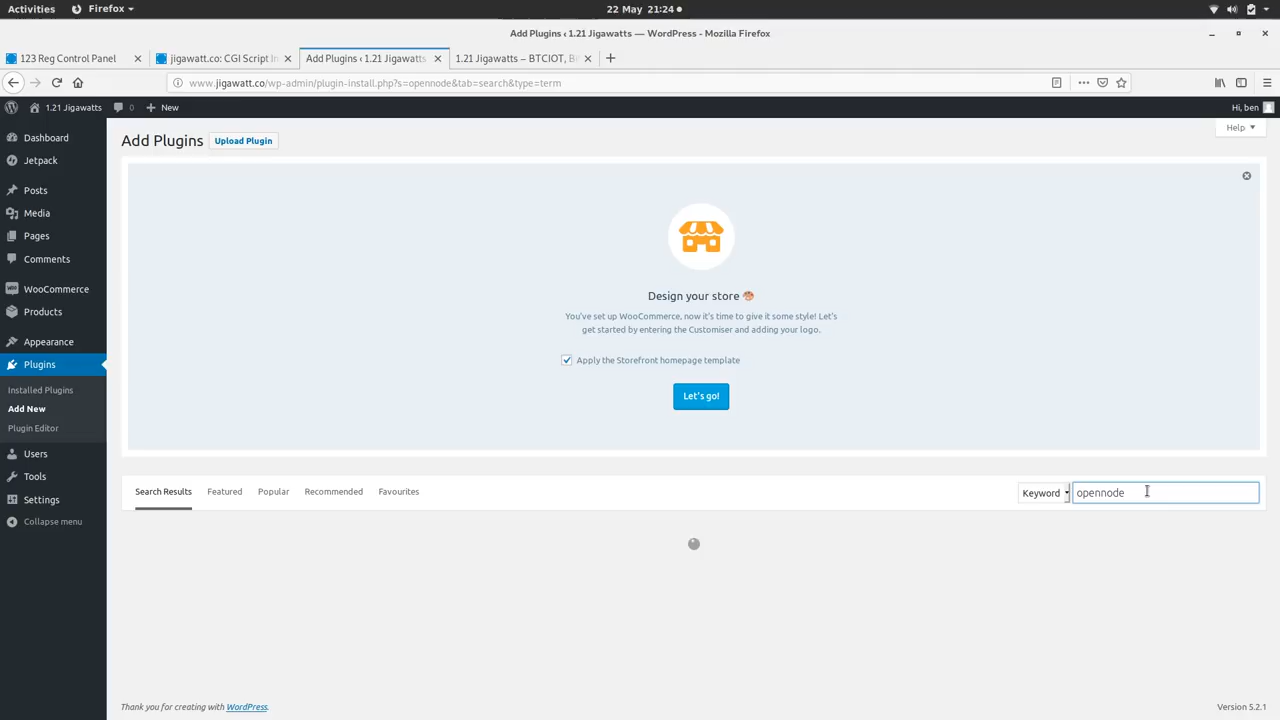 Activities
Firefox
22 May 21:24
Add Plugins ‹ 1.21 Jigawatts — WordPress - Mozilla Firefox
123 Reg Control Panel
jigawatt.co: CGI Script In
Add Plugins ‹ 1.21 Jigawatts
1.21 Jigawatts – BTCIOT, Bi
www.jigawatt.co/wp-admin/plugin-install.php?s=opennode&tab=search&type=term
1.21 Jigawatts
0
New
Hi, ben
Dashboard
Jetpack
Posts
Media
Pages
Comments
WooCommerce
Products
Appearance
Plugins
Installed Plugins
Add New
Plugin Editor
Users
Tools
Settings
Collapse menu
Help
Add Plugins
Upload Plugin
Design your store
You've set up WooCommerce, now it's time to give it some style! Let's
get started by entering the Customiser and adding your logo.
Apply the Storefront homepage template
Let's go!
Search Results
Featured
Popular
Recommended
Favourites
Keyword
opennode
Thank you for creating with WordPress.
Version 5.2.1